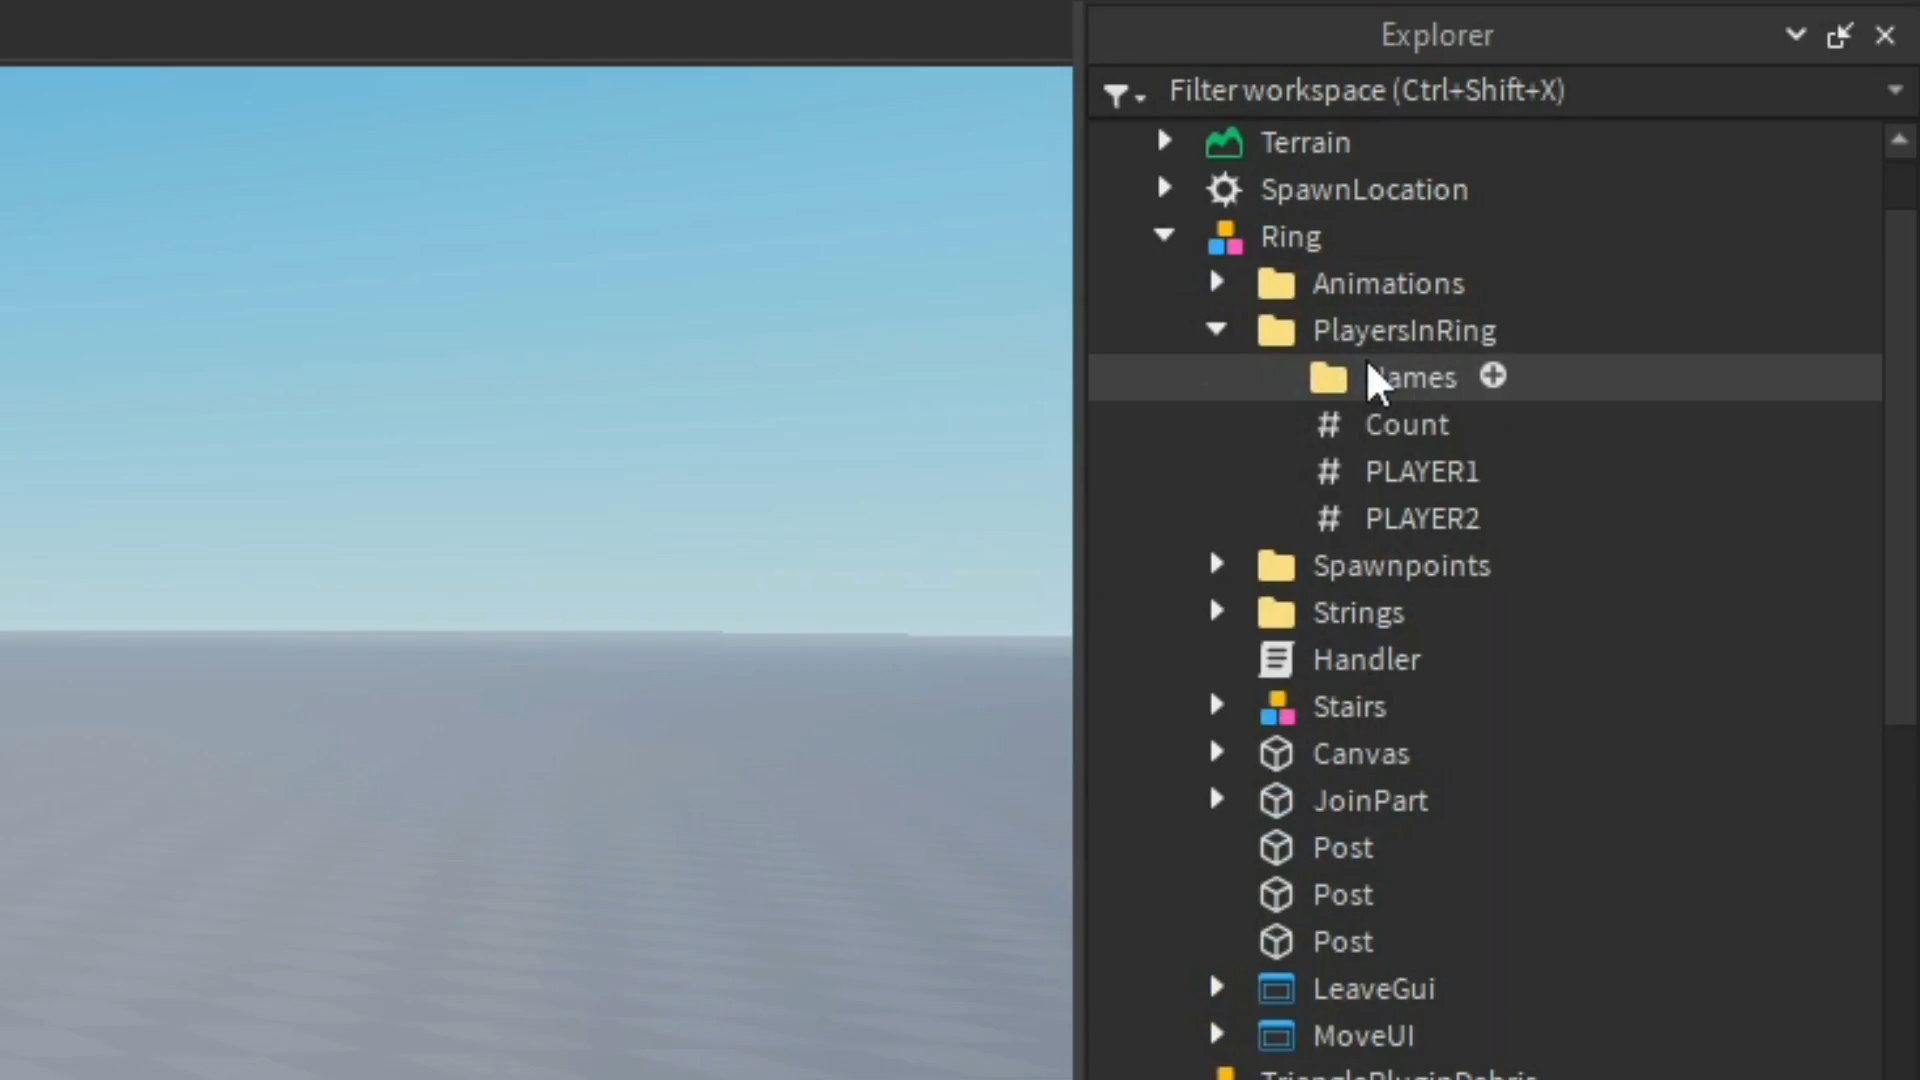 Explorer
Filter workspace (Ctrl+Shift+X)
Terrain
SpawnLocation
Ring
Animations
PlayersInRing
ames
# Count
# PLAYER1
# PLAYER2
Spawnpoints
Strings
Handler
Stairs
Canvas
JoinPart
Post
Post
Post
LeaveGui
MoveUI